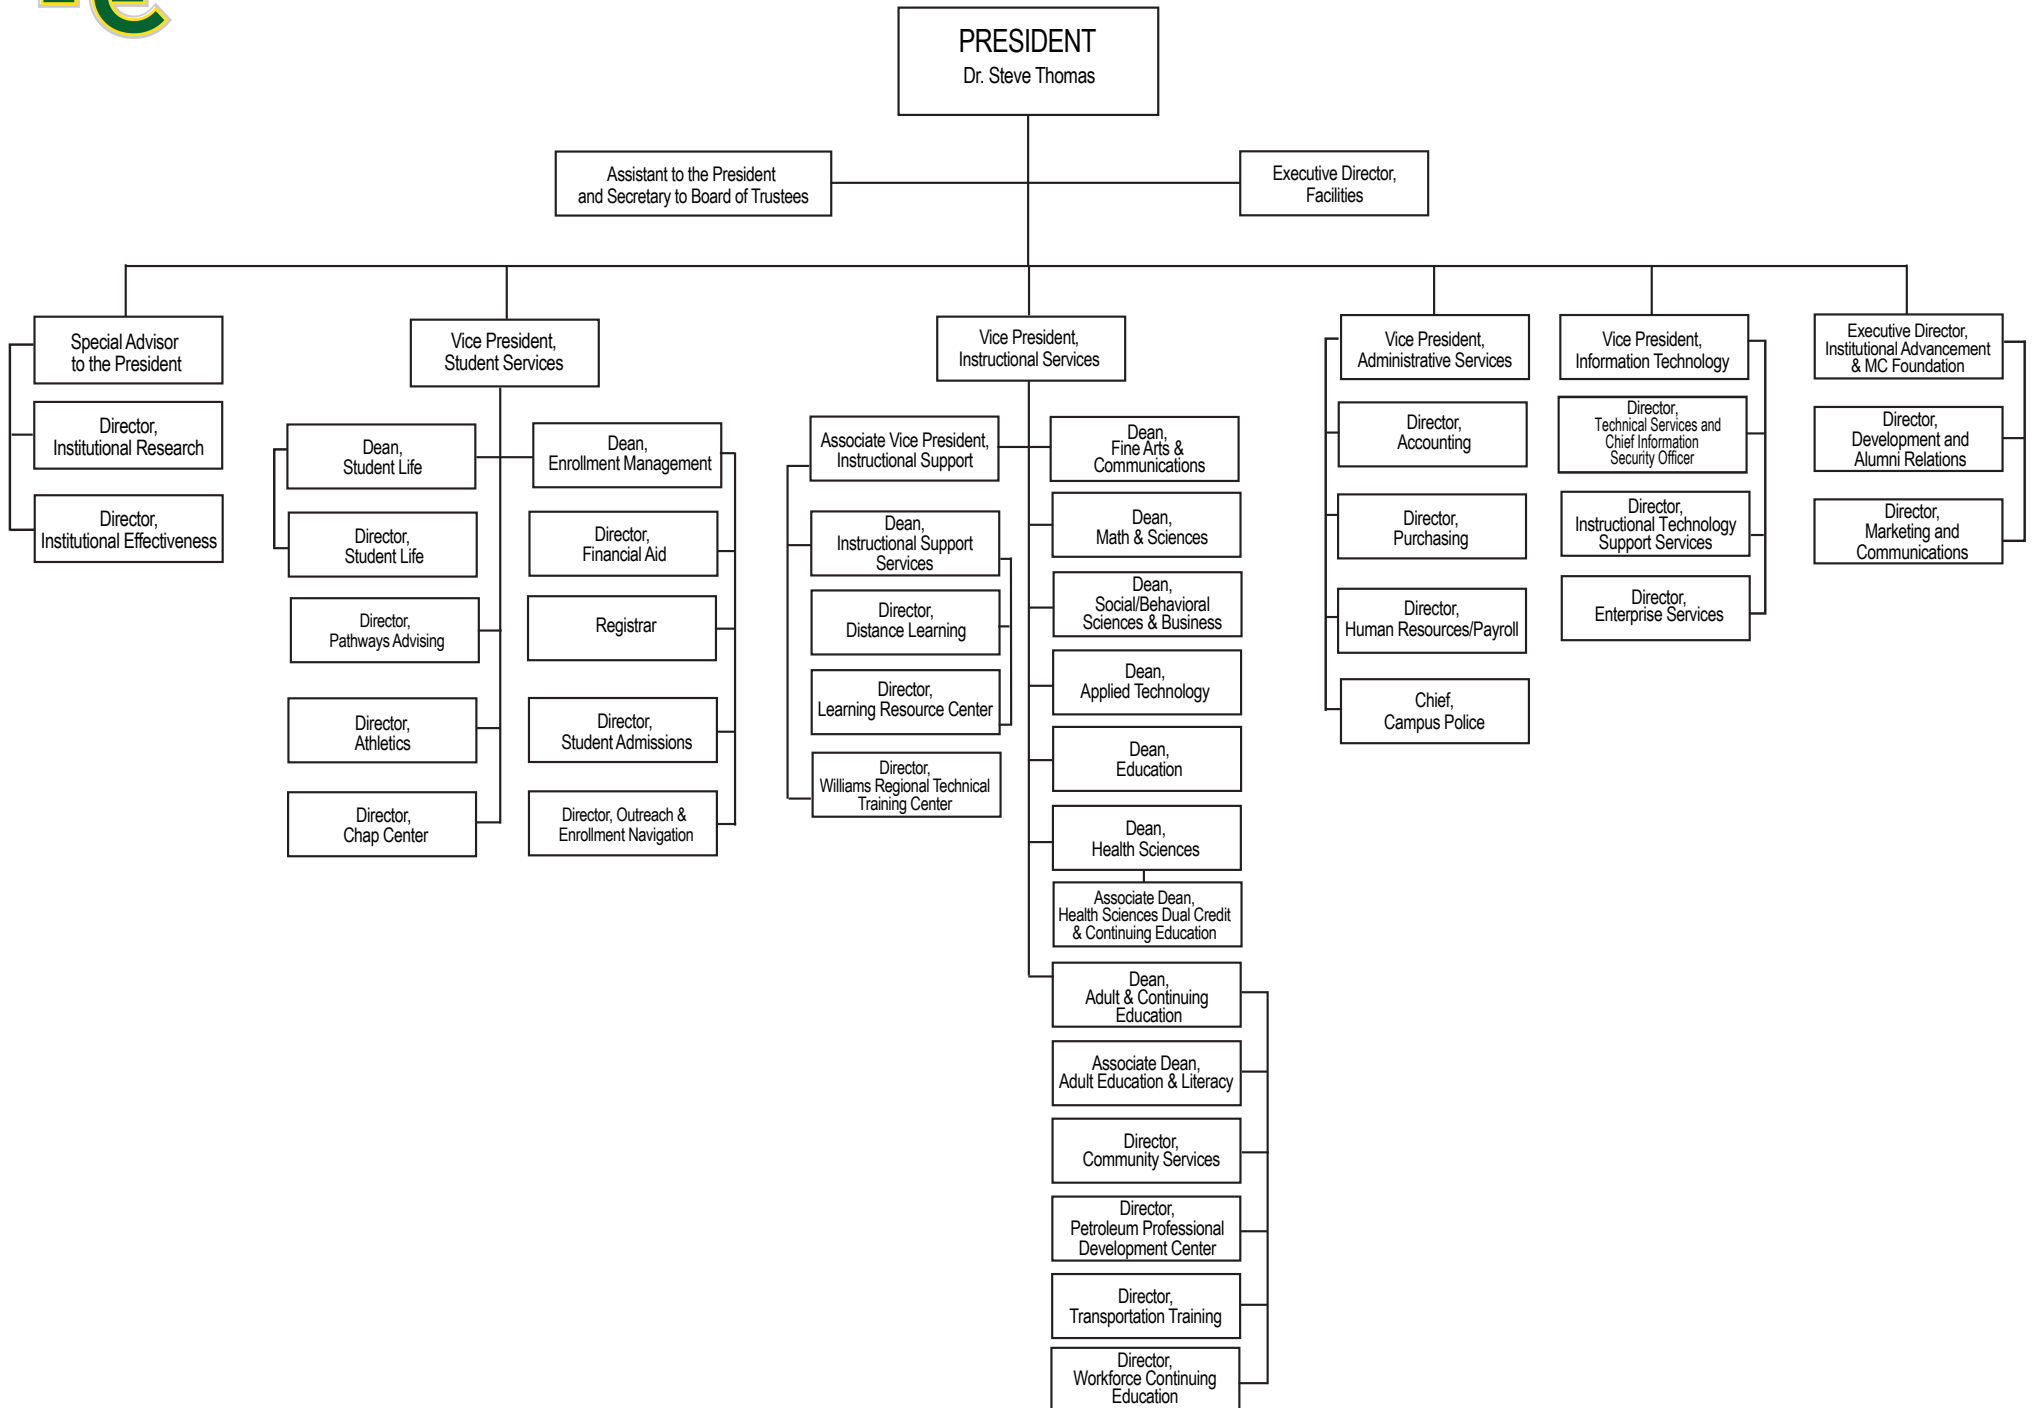 PRESIDENT
Dr. Steve Thomas
Assistant to the President
and Secretary to Board of Trustees
Executive Director,
Facilities
Special Advisor
to the President
Director,
Institutional Research
Director,
Institutional Effectiveness
Vice President,
Student Services
Dean,
Student Life
Director,
Student Life
Director,
Pathways Advising
Director,
Athletics
Director,
Chap Center
Dean,
Enrollment Management
Director,
Financial Aid
Registrar
Director,
Student Admissions
Director, Outreach &
Enrollment Navigation
Vice President,
Instructional Services
Associate Vice President,
Instructional Support
Dean,
Instructional Support
Services
Director,
Distance Learning
Director,
Learning Resource Center
Director,
Williams Regional Technical
Training Center
Dean,
Fine Arts &
Communications
Dean,
Math & Sciences
Dean,
Social/Behavioral
Sciences & Business
Dean,
Applied Technology
Dean,
Education
Dean,
Health Sciences
Associate Dean,
Health Sciences Dual Credit
& Continuing Education
Dean,
Adult & Continuing
Education
Associate Dean,
Adult Education & Literacy
Director,
Community Services
Director,
Petroleum Professional
Development Center
Director,
Transportation Training
Director,
Workforce Continuing
Education
Vice President,
Administrative Services
Director,
Accounting
Director,
Purchasing
Director,
Human Resources/Payroll
Chief,
Campus Police
Vice President,
Information Technology
Director,
Technical Services and
Chief Information
Security Officer
Director,
Instructional Technology
Support Services
Director,
Enterprise Services
Executive Director,
Institutional Advancement
& MC Foundation
Director,
Development and
Alumni Relations
Director,
Marketing and
Communications